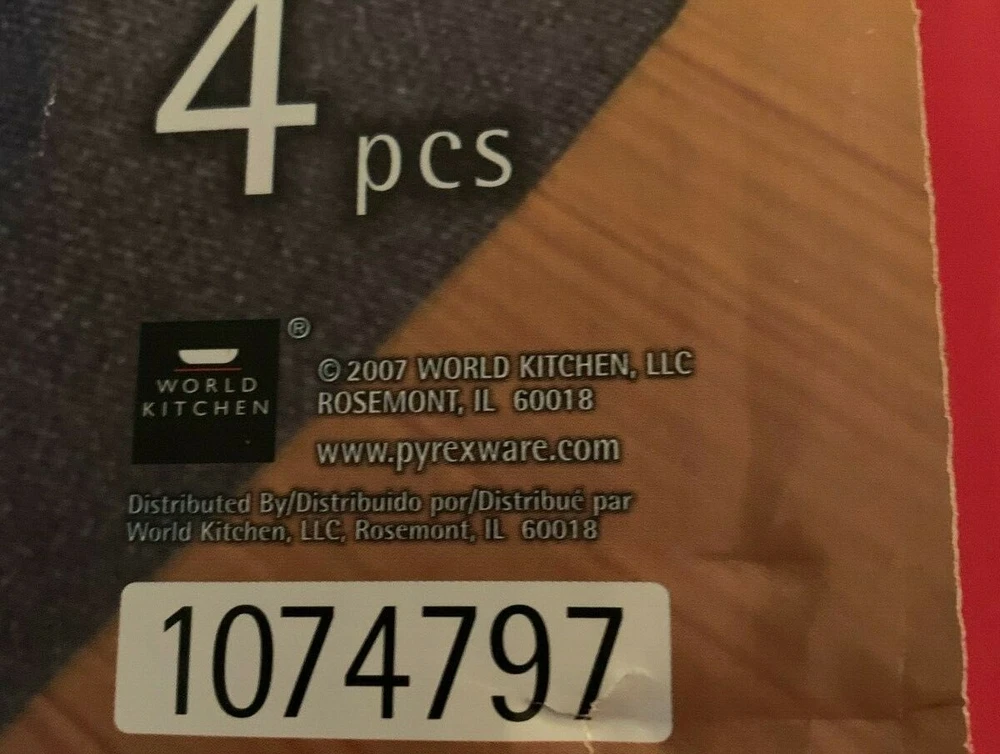 4 pcs
WORLD
KITCHEN
®
© 2007 WORLD KITCHEN, LLC
ROSEMONT, IL 60018
www.pyrexware.com
Distributed By/Distribuido por/Distribué par
World Kitchen, LLC, Rosemont, IL 60018
1074797